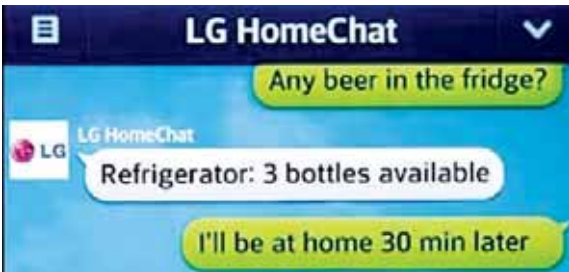 LG HomeChat
Any beer in the fridge?
LG HomeChat
LG
Refrigerator: 3 bottles available
I'll be at home 30 min later